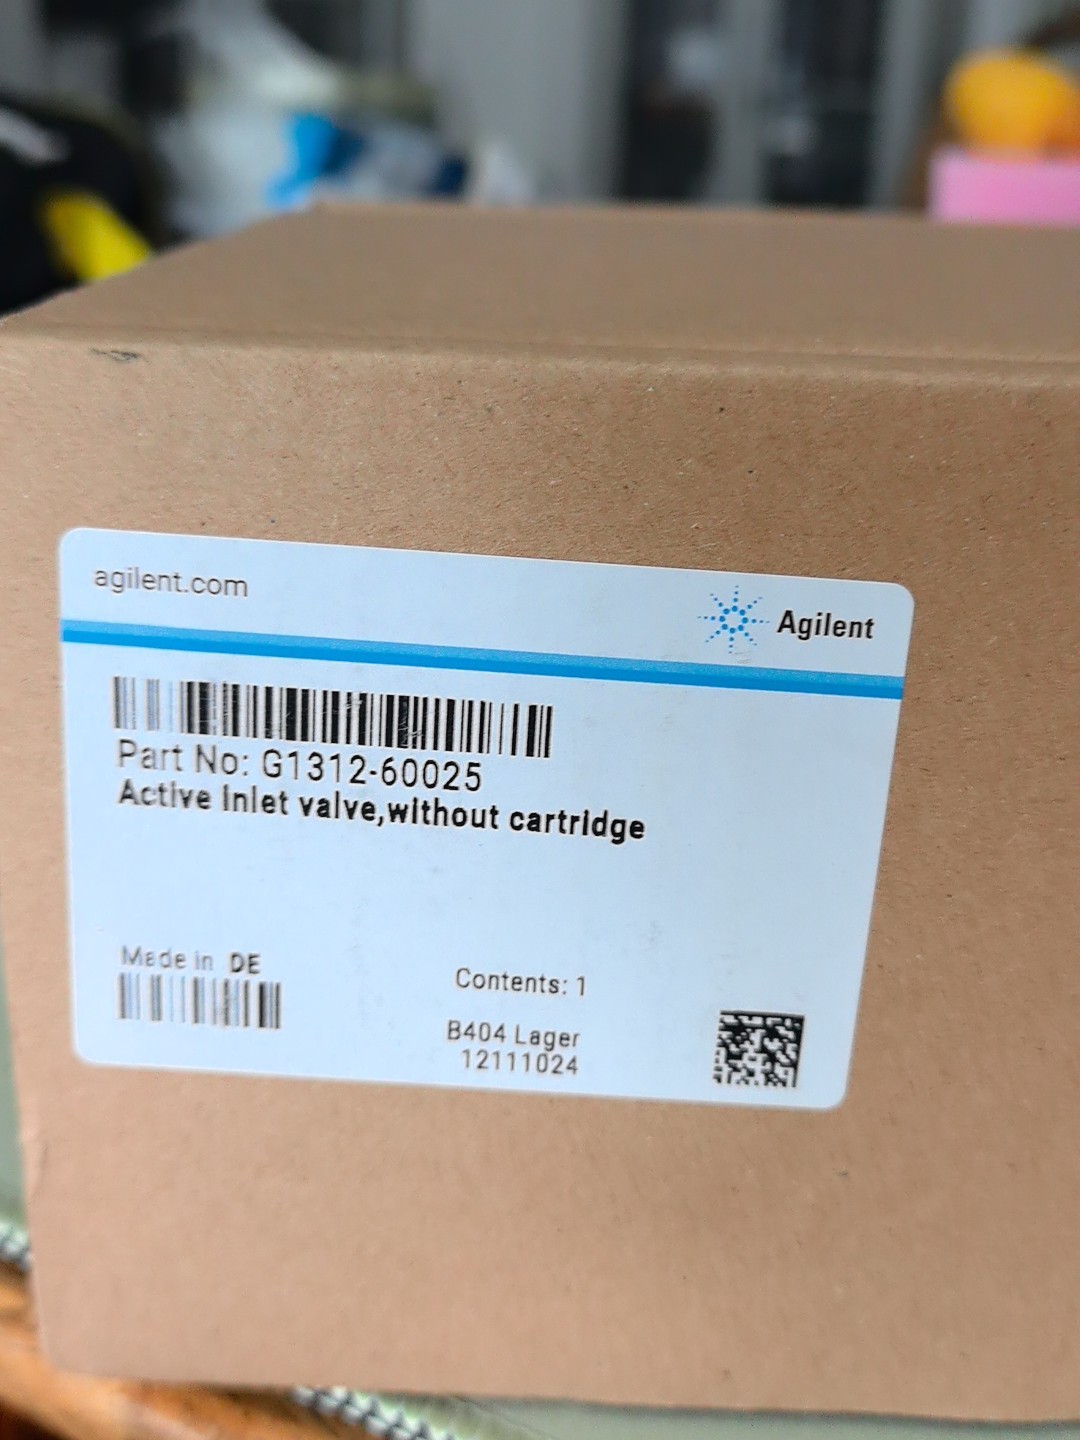 agilent.com
Agilent
Part No: G1312-60025
Active Inlet valve,without cartridge
Made in DE
Contents: 1
B404 Lager
12111024